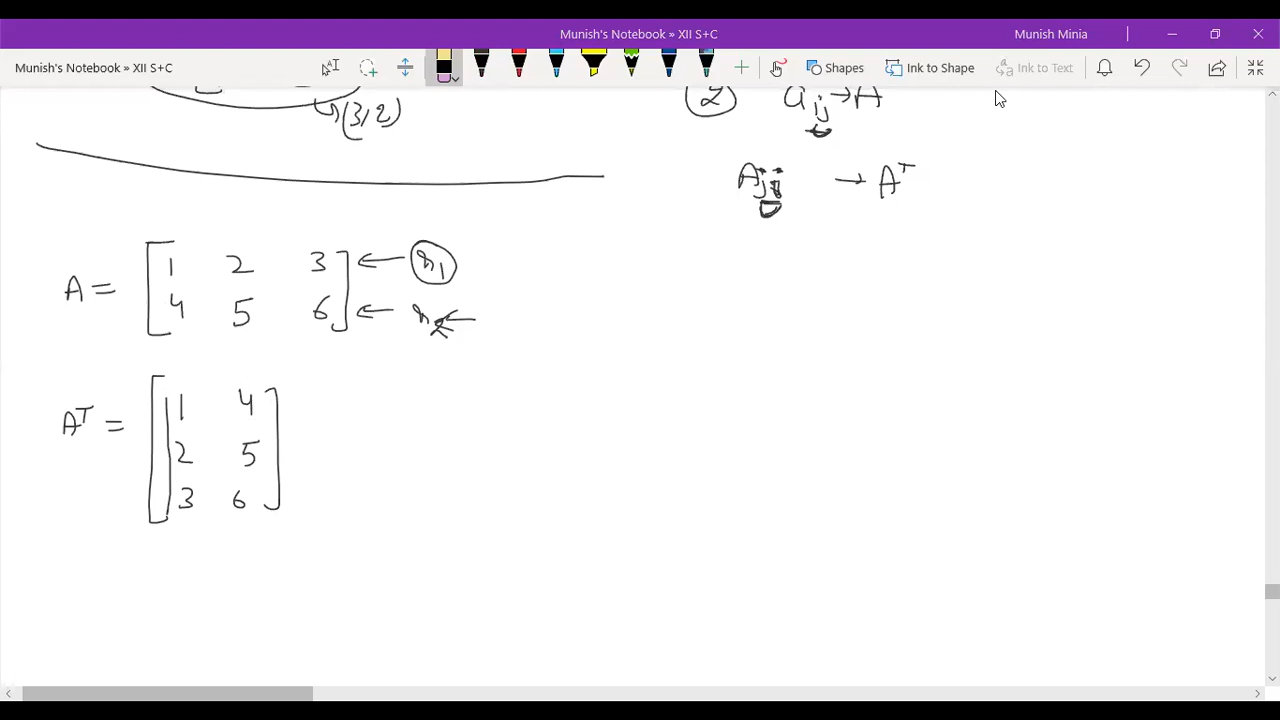 Munish's Notebook » XII S+C
Munish Minia
Munish's Notebook » XII S+C
Shapes
Ink to Shape
Ink to Text
(3,2)
2 aij → A
Aji → Aᵀ
A = [ 1 2 3 ← r1
4 5 6 ] ← r2 ←
Aᵀ = [ 1 4
2 5
3 6 ]